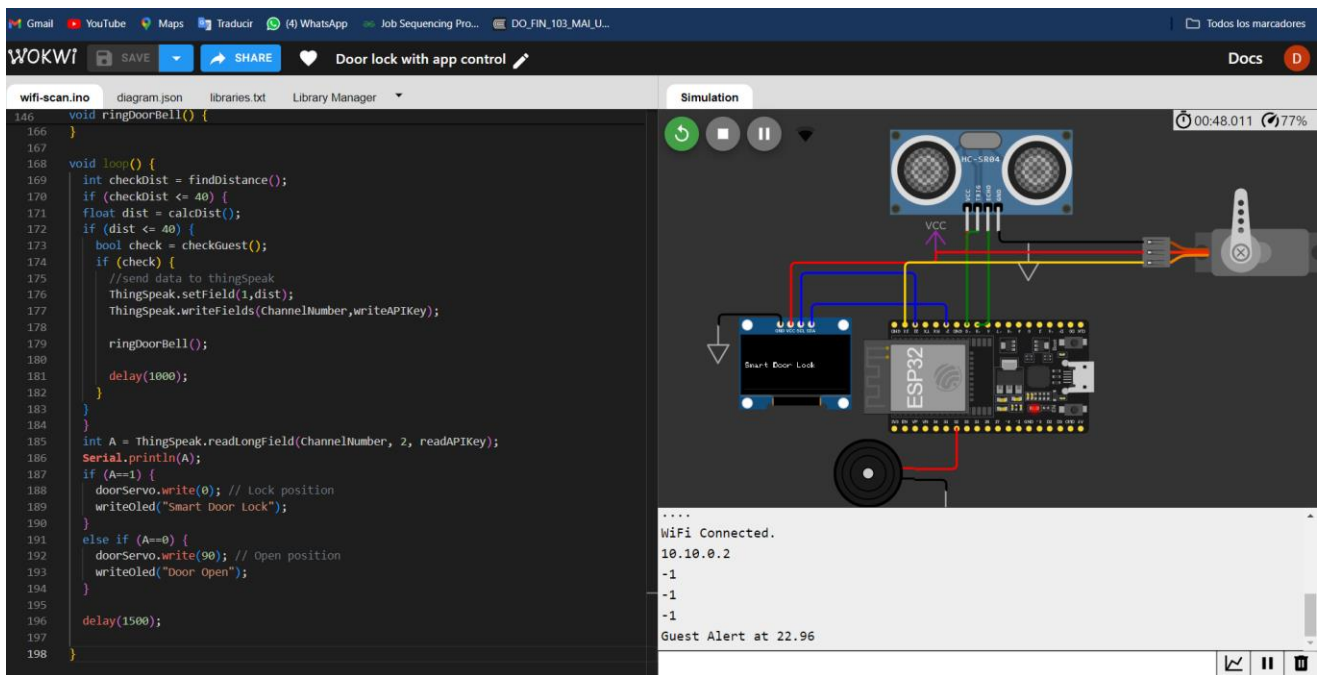 Gmail YouTube Maps Traducir (4) WhatsApp Job Sequencing Pro... DO_FIN_103_MAI_U... Todos los marcadores
WOKWi SAVE SHARE Door lock with app control Docs D
wifi-scan.ino diagram.json libraries.txt Library Manager
146 void ringDoorBell() {
166 }
167
168 void loop() {
169 int checkDist = findDistance();
170 if (checkDist <= 40) {
171 float dist = calcDist();
172 if (dist <= 40) {
173 bool check = checkGuest();
174 if (check) {
175 //send data to thingSpeak
176 ThingSpeak.setField(1,dist);
177 ThingSpeak.writeFields(ChannelNumber,writeAPIKey);
178
179 ringDoorBell();
180
181 delay(1000);
182 }
183 }
184 }
185 int A = ThingSpeak.readLongField(ChannelNumber, 2, readAPIKey);
186 Serial.println(A);
187 if (A==1) {
188 doorServo.write(0); // Lock position
189 writeOled("Smart Door Lock");
190 }
191 else if (A==0) {
192 doorServo.write(90); // Open position
193 writeOled("Door Open");
194 }
195
196 delay(1500);
197
198 }
Simulation
00:48.011 77%
HC-SR04
VCC TRIG ECHO GND
VCC
GND VCC SCL SDA
Smart Door Lock
ESP32
....
WiFi Connected.
10.10.0.2
-1
-1
-1
Guest Alert at 22.96